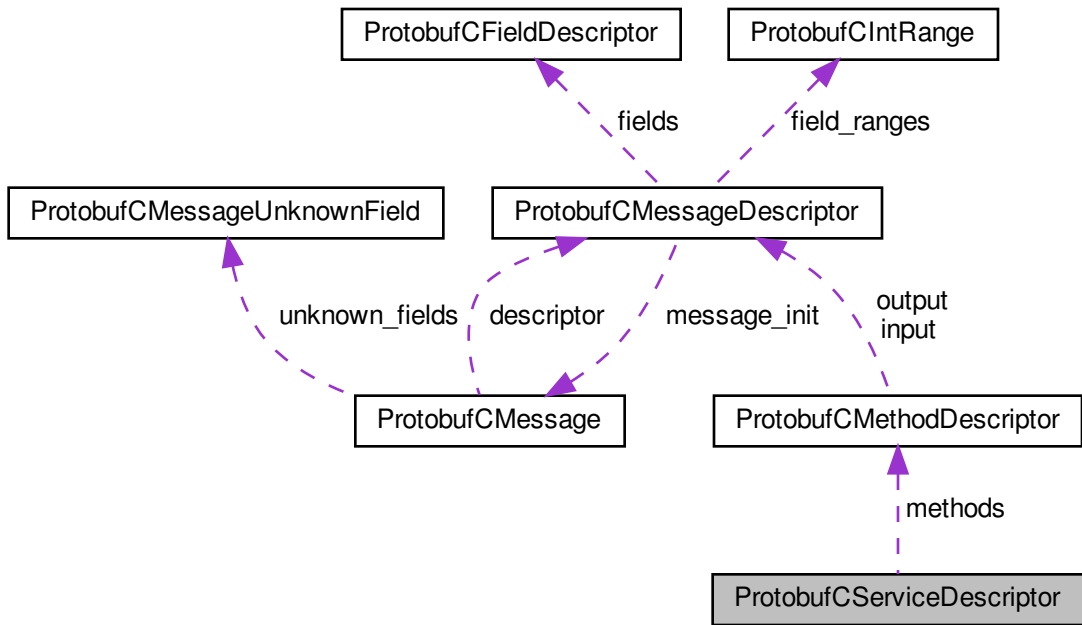 ProtobufCFieldDescriptor
ProtobufCIntRange
fields
field_ranges
ProtobufCMessageUnknownField
ProtobufCMessageDescriptor
unknown_fields
descriptor
message_init
output
input
ProtobufCMessage
ProtobufCMethodDescriptor
methods
ProtobufCServiceDescriptor